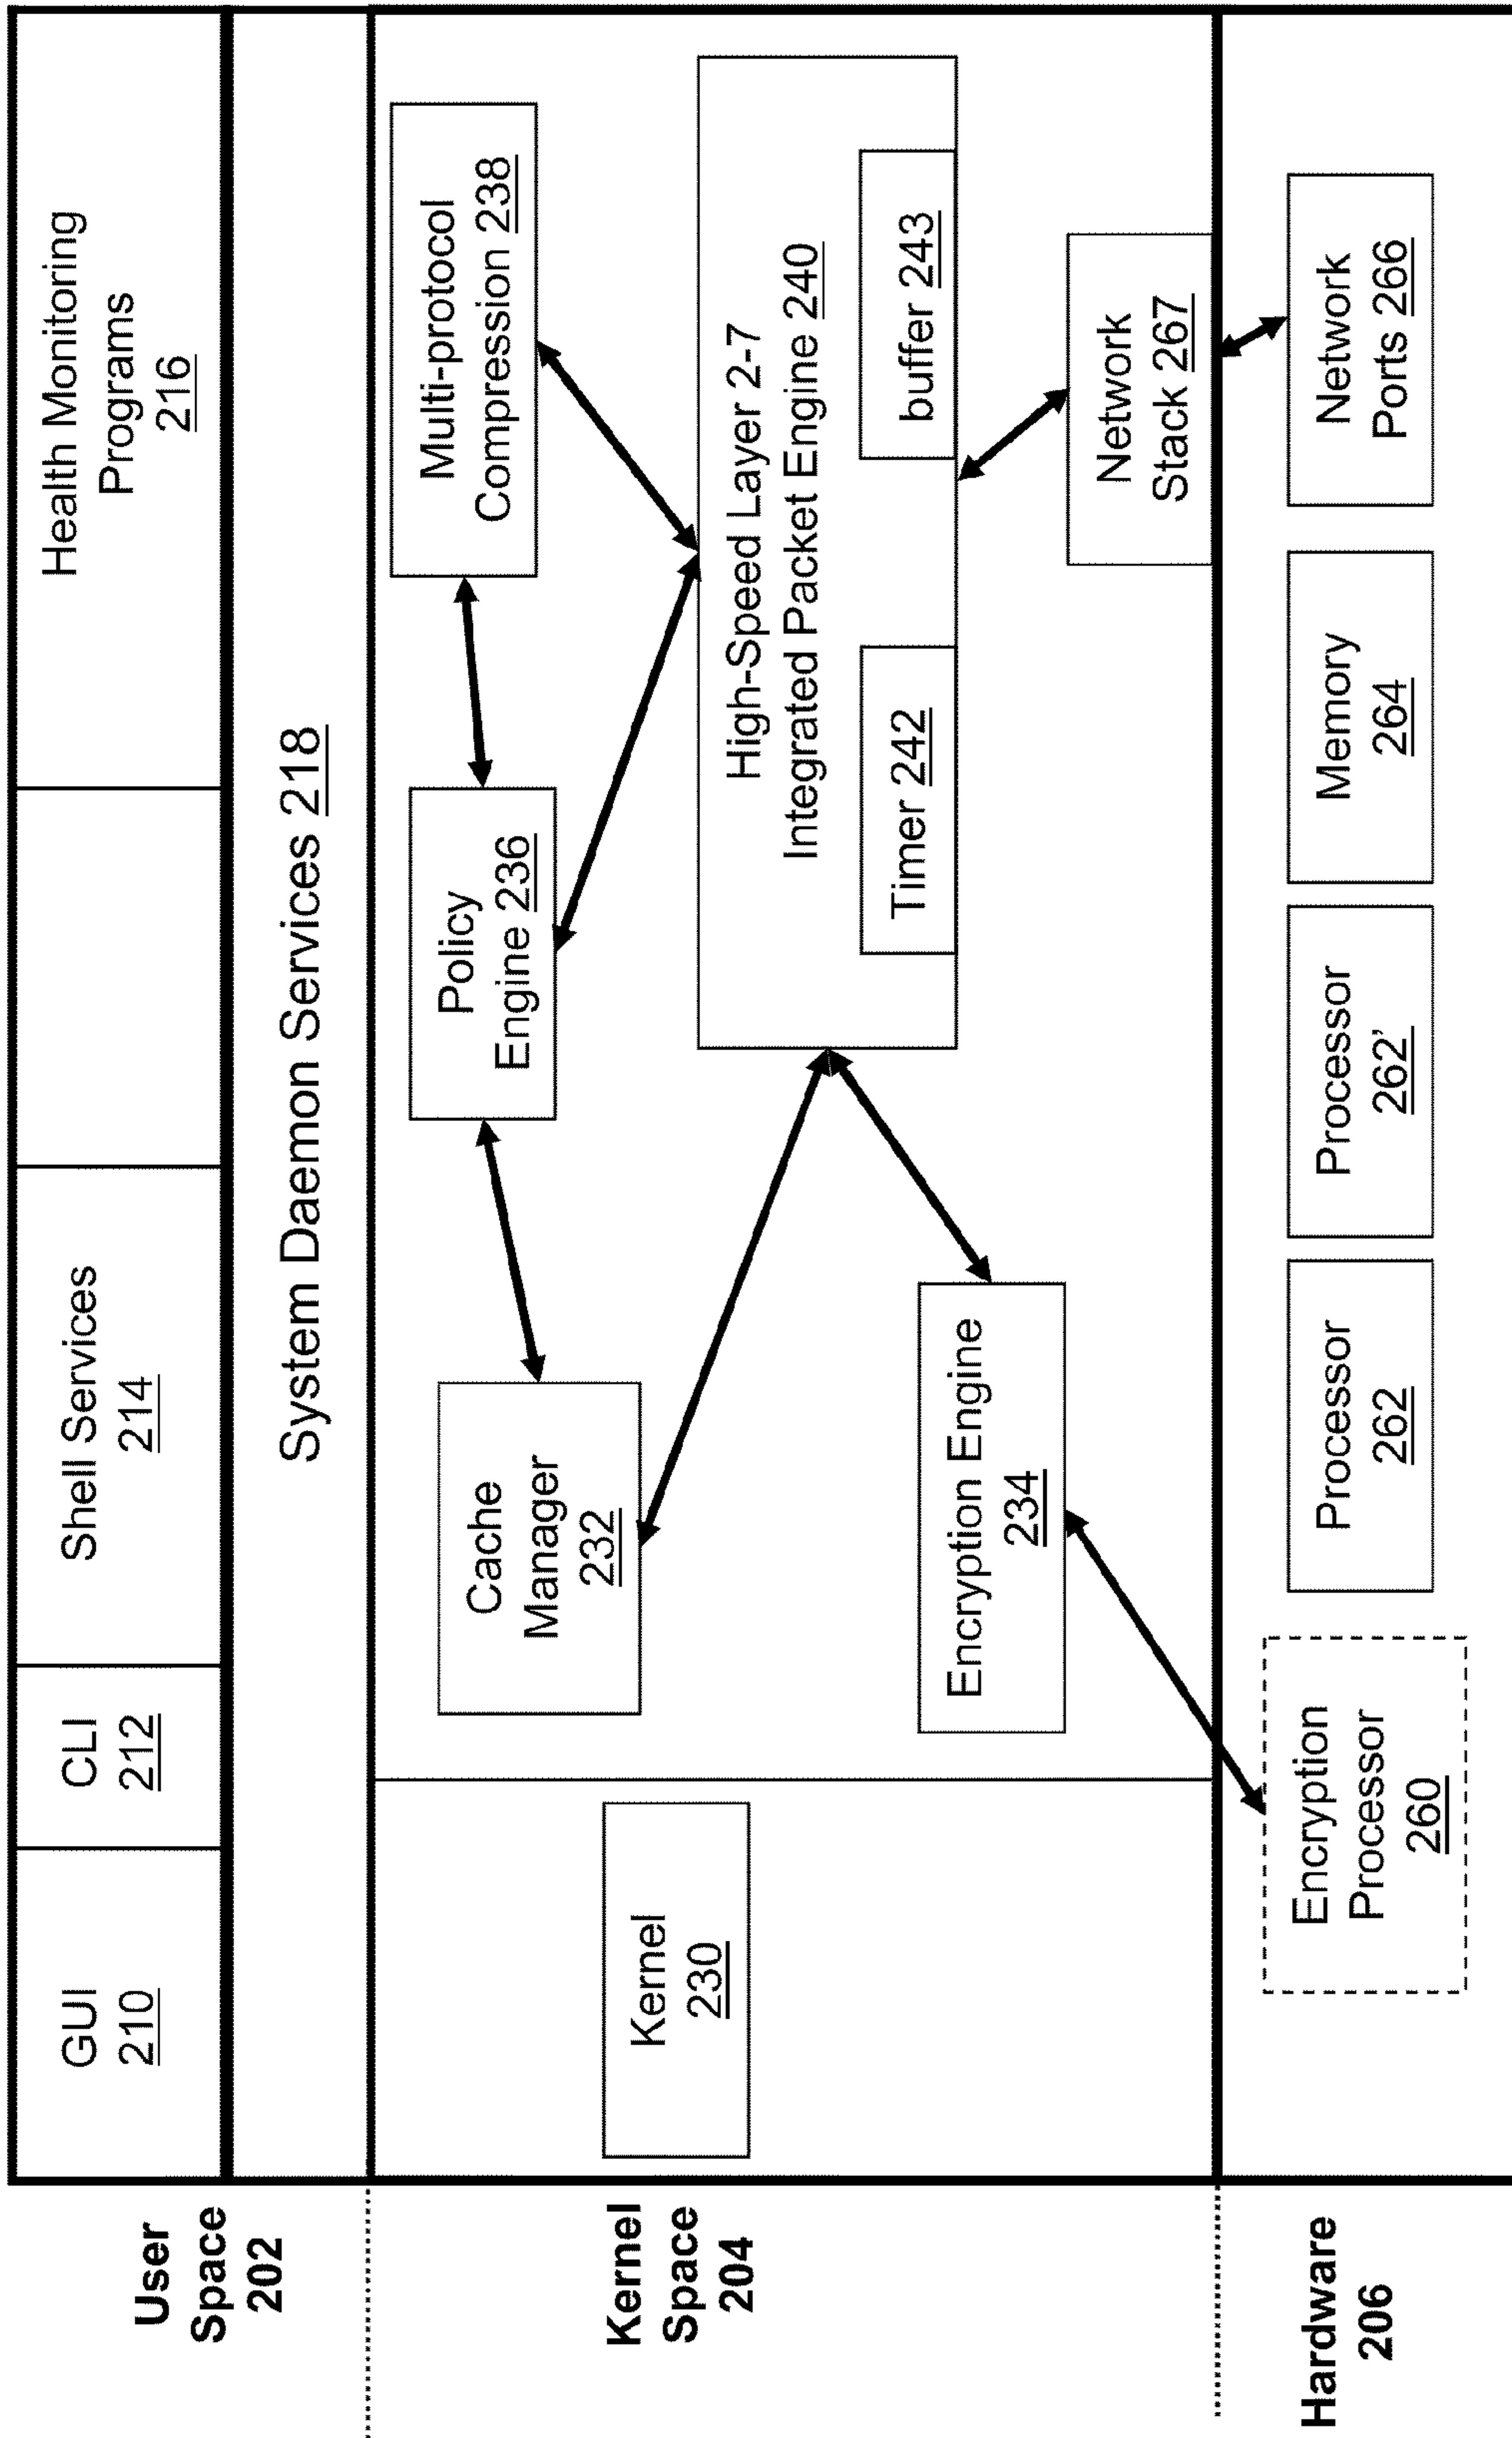 User
Space
202
GUI
210
CLI
212
Shell Services
214
Health Monitoring
Programs
216
System Daemon Services 218
Kernel
Space
204
Kernel
230
Cache
Manager
232
Policy
Engine 236
Multi-protocol
Compression 238
High-Speed Layer 2-7
Integrated Packet Engine 240
Timer 242
buffer 243
Encryption Engine
234
Network
Stack 267
Hardware
206
Encryption
Processor
260
Processor
262
Processor
262'
Memory
264
Network
Ports 266